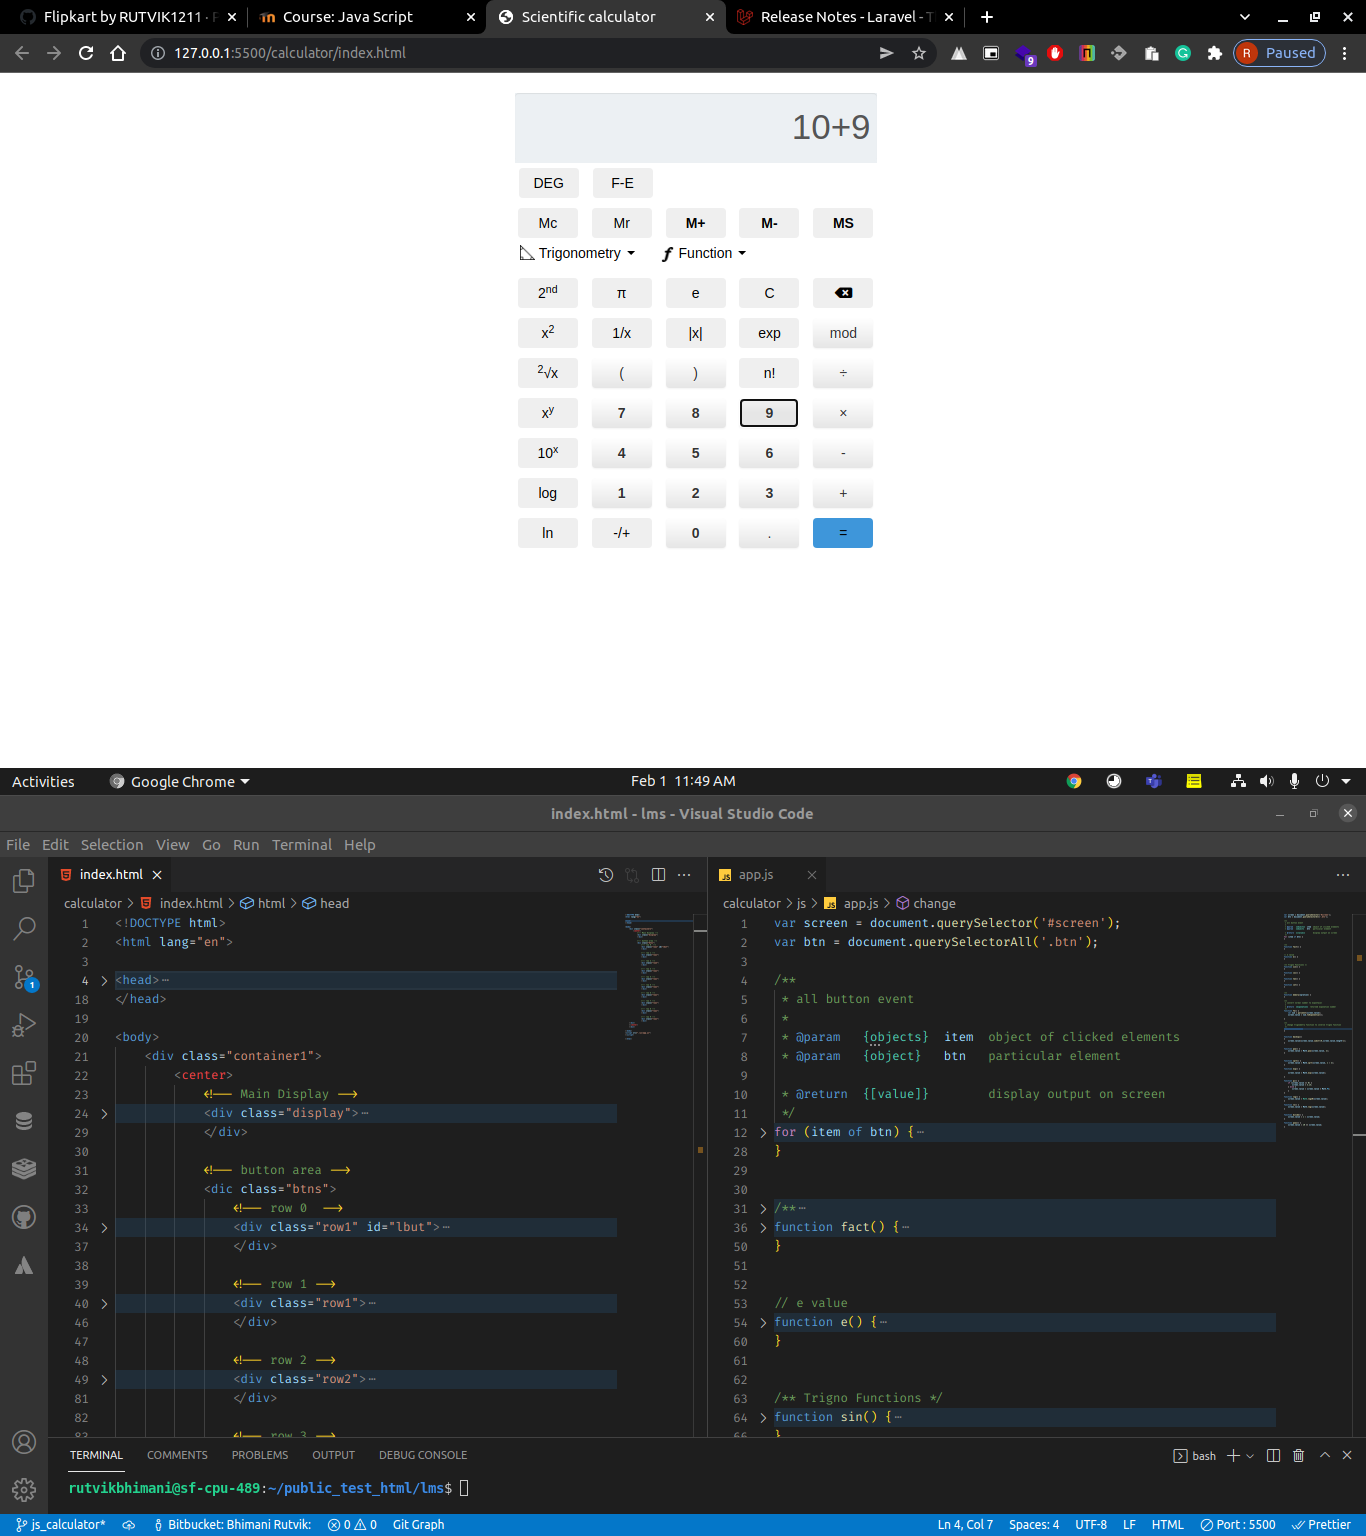 Flipkart by RUTVIK1211 ·
Course: Java Script
Scientific calculator
Release Notes - Laravel - T
127.0.0.1:5500/calculator/index.html
9
R Paused
10+9
DEG F-E
Mc Mr M+ M- MS
Trigonometry Function
2nd π e C
x2 1/x |x| exp mod
2√x ( ) n! ÷
xy 7 8 9 ×
10x 4 5 6 -
log 1 2 3 +
ln -/+ 0 . =
Activities Google Chrome Feb 1 11:49 AM
index.html - lms - Visual Studio Code
File Edit Selection View Go Run Terminal Help
index.html
calculator > index.html > html > head
1 <!DOCTYPE html>
2 <html lang="en">
3
4 <head>…
18 </head>
19
20 <body>
21 <div class="container1">
22 <center>
23 <!-- Main Display -->
24 <div class="display">…
29 </div>
30
31 <!-- button area -->
32 <dic class="btns">
33 <!-- row 0 -->
34 <div class="row1" id="lbut">…
37 </div>
38
39 <!-- row 1 -->
40 <div class="row1">…
46 </div>
47
48 <!-- row 2 -->
49 <div class="row2">…
81 </div>
82
83 <!-- row 3 -->
JS app.js
calculator > js > JS app.js > change
1 var screen = document.querySelector('#screen');
2 var btn = document.querySelectorAll('.btn');
3
4 /**
5 * all button event
6 *
7 * @param {objects} item object of clicked elements
8 * @param {object} btn particular element
9
10 * @return {[value]} display output on screen
11 */
12 for (item of btn) {…
28 }
29
30
31 /**…
36 function fact() {…
50 }
51
52
53 // e value
54 function e() {…
60 }
61
62
63 /** Trigno Functions */
64 function sin() {…
66 }
1
TERMINAL COMMENTS PROBLEMS OUTPUT DEBUG CONSOLE
bash
rutvikbhimani@sf-cpu-489:~/public_test_html/lms$
js_calculator* Bitbucket: Bhimani Rutvik: 0 0 Git Graph Ln 4, Col 7 Spaces: 4 UTF-8 LF HTML Port : 5500 Prettier